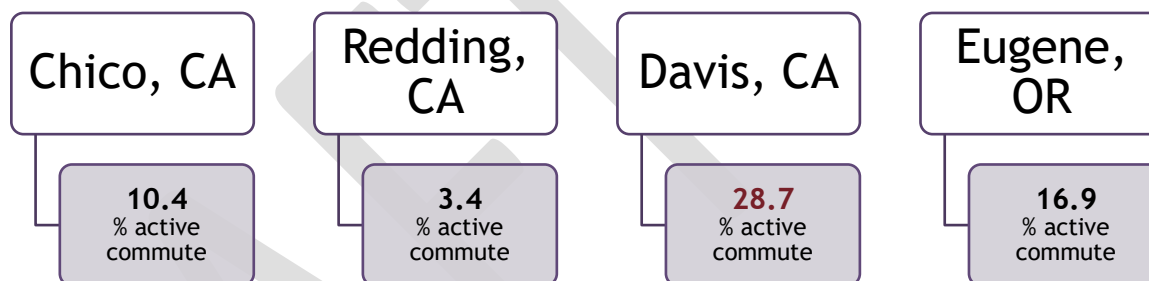 Chico, CA
10.4
% active
commute
Redding,
CA
3.4
% active
commute
Davis, CA
28.7
% active
commute
Eugene,
OR
16.9
% active
commute